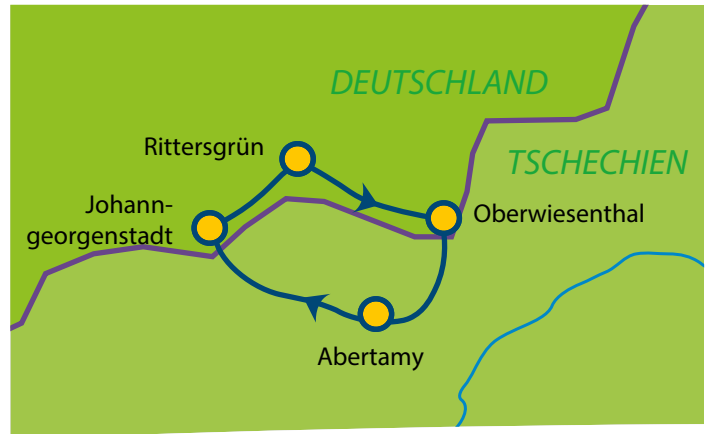 DEUTSCHLAND
Rittersgrün
TSCHECHIEN
Johann-
georgenstadt
Oberwiesenthal
Abertamy